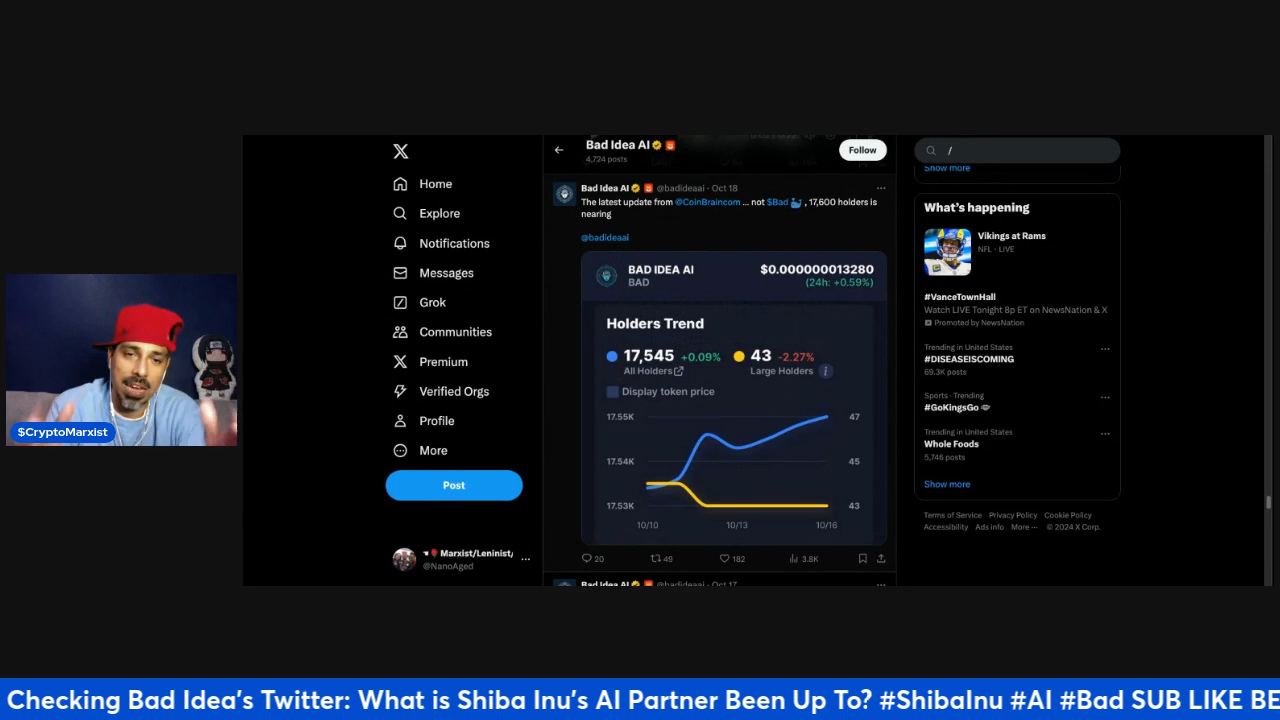 $CryptoMarxist
Home
Explore
Notifications
Messages
Grok
Communities
Premium
Verified Orgs
Profile
More
Post
Marxist/Leninist/
@NanoAged
Bad Idea AI
4,724 posts
Follow
Bad Idea AI @badideaai · Oct 18
The latest update from @CoinBraincom ... not $Bad , 17,600 holders is
nearing
@badideaai
BAD IDEA AI
BAD
$0.000000013280
(24h: +0.59%)
Holders Trend
17,545 +0.09%
All Holders
43 -2.27%
Large Holders
Display token price
17.55K
47
17.54K
45
17.53K
43
10/10
10/13
10/16
20
49
182
3.8K
Bad Idea AI @badideaai · Oct 17
/
Show more
What's happening
Vikings at Rams
NFL · LIVE
#VanceTownHall
Watch LIVE Tonight 8p ET on NewsNation & X
Promoted by NewsNation
Trending in United States
#DISEASEISCOMING
69.3K posts
Sports · Trending
#GoKingsGo
Trending in United States
Whole Foods
5,746 posts
Show more
Terms of Service Privacy Policy Cookie Policy
Accessibility Ads info More ··· © 2024 X Corp.
Checking Bad Idea's Twitter: What is Shiba Inu's AI Partner Been Up To? #ShibaInu #AI #Bad SUB LIKE BE